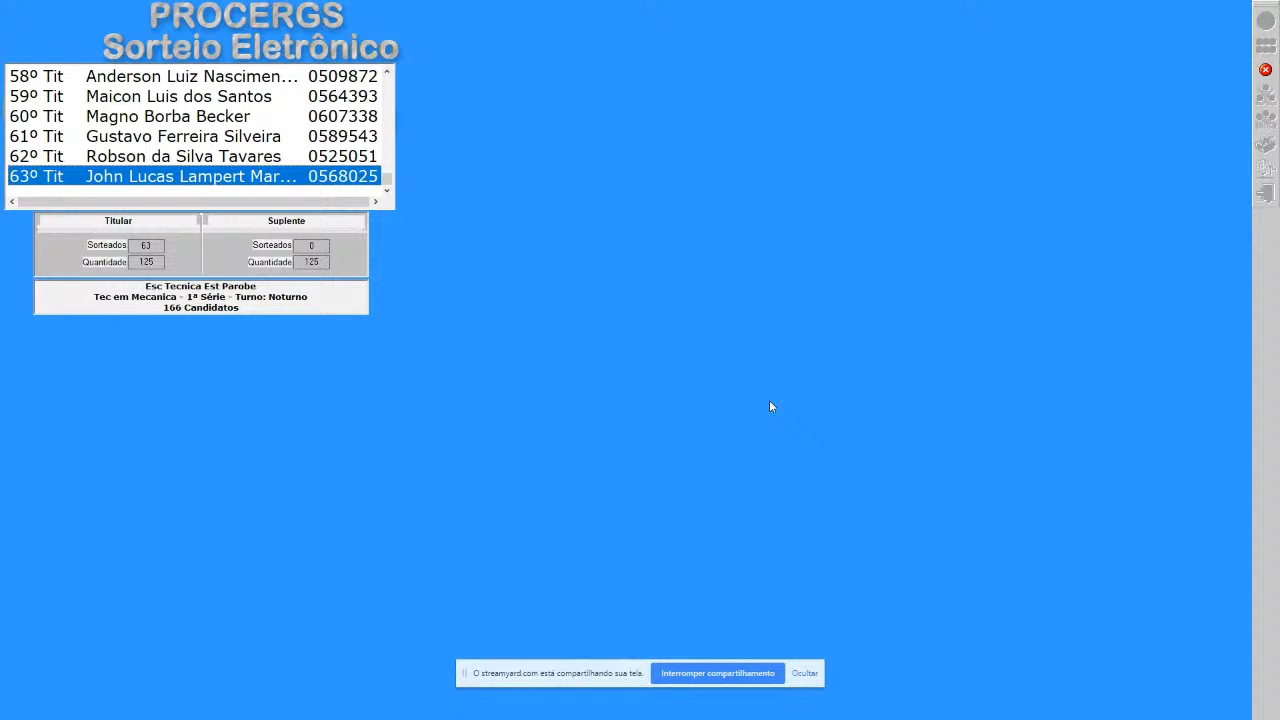 PROCERGS
Sorteio Eletrônico
58º Tit Anderson Luiz Nascimen... 0509872
59º Tit Maicon Luis dos Santos 0564393
60º Tit Magno Borba Becker 0607338
61º Tit Gustavo Ferreira Silveira 0589543
62º Tit Robson da Silva Tavares 0525051
63º Tit John Lucas Lampert Mar... 0568025
Titular Suplente
Sorteados 63 Sorteados 0
Quantidade 125 Quantidade 125
Esc Tecnica Est Parobe
Tec em Mecanica - 1ª Série - Turno: Noturno
166 Candidatos
O streamyard.com está compartilhando sua tela. Interromper compartilhamento Ocultar